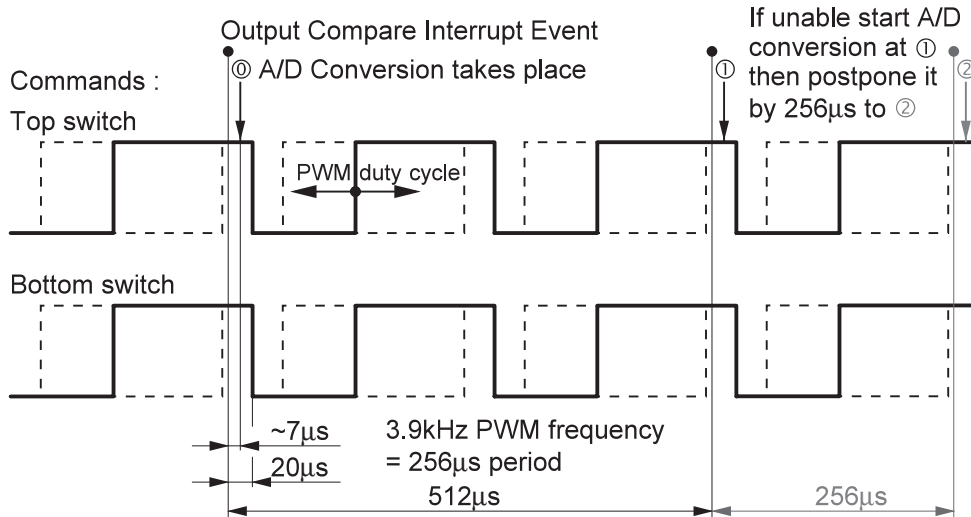 Output Compare Interrupt Event
⓪ A/D Conversion takes place
If unable start A/D
conversion at ①
then postpone it
by 256μs to ②
①
②
Commands :
Top switch
PWM duty cycle
Bottom switch
~7μs
20μs
3.9kHz PWM frequency
= 256μs period
512μs
256μs